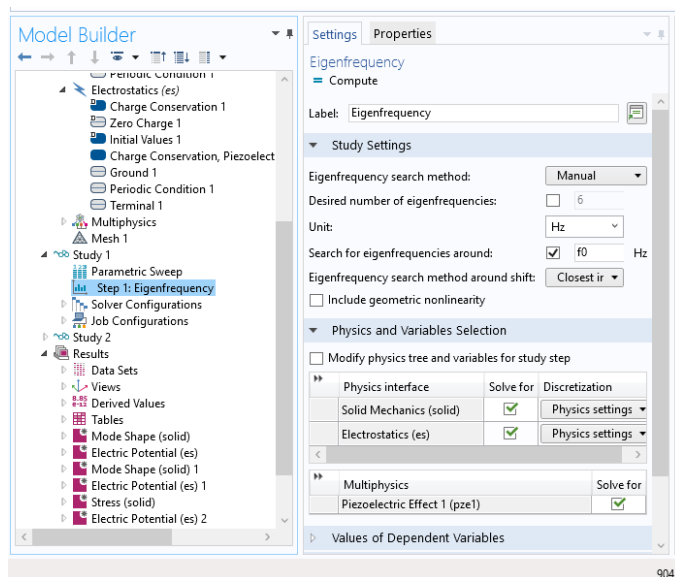 Model Builder
Periodic Condition 1
Electrostatics (es)
Charge Conservation 1
Zero Charge 1
Initial Values 1
Charge Conservation, Piezoelect
Ground 1
Periodic Condition 1
Terminal 1
Multiphysics
Mesh 1
Study 1
Parametric Sweep
Step 1: Eigenfrequency
Solver Configurations
Job Configurations
Study 2
Results
Data Sets
Views
8.85
e-12
Derived Values
Tables
Mode Shape (solid)
Electric Potential (es)
Mode Shape (solid) 1
Electric Potential (es) 1
Stress (solid)
Electric Potential (es) 2
Settings Properties
Eigenfrequency
= Compute
Label: Eigenfrequency
Study Settings
Eigenfrequency search method: Manual
Desired number of eigenfrequencies: 6
Unit: Hz
Search for eigenfrequencies around: f0 Hz
Eigenfrequency search method around shift: Closest ir
Include geometric nonlinearity
Physics and Variables Selection
Modify physics tree and variables for study step
Physics interface Solve for Discretization
Solid Mechanics (solid) Physics settings
Electrostatics (es) Physics settings
Multiphysics Solve for
Piezoelectric Effect 1 (pze1)
Values of Dependent Variables
904